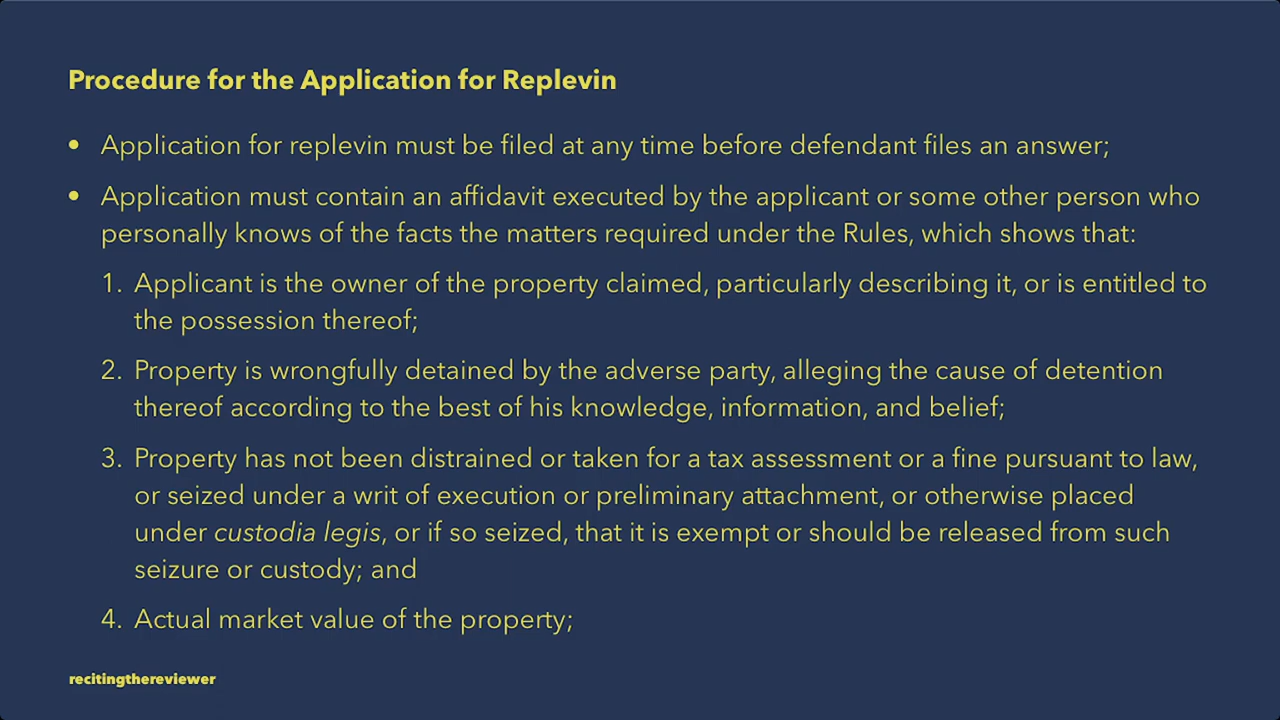 Procedure for the Application for Replevin
• Application for replevin must be filed at any time before defendant files an answer;
• Application must contain an affidavit executed by the applicant or some other person who
personally knows of the facts the matters required under the Rules, which shows that:
1. Applicant is the owner of the property claimed, particularly describing it, or is entitled to
the possession thereof;
2. Property is wrongfully detained by the adverse party, alleging the cause of detention
thereof according to the best of his knowledge, information, and belief;
3. Property has not been distrained or taken for a tax assessment or a fine pursuant to law,
or seized under a writ of execution or preliminary attachment, or otherwise placed
under custodia legis, or if so seized, that it is exempt or should be released from such
seizure or custody; and
4. Actual market value of the property;
recitingthereviewer